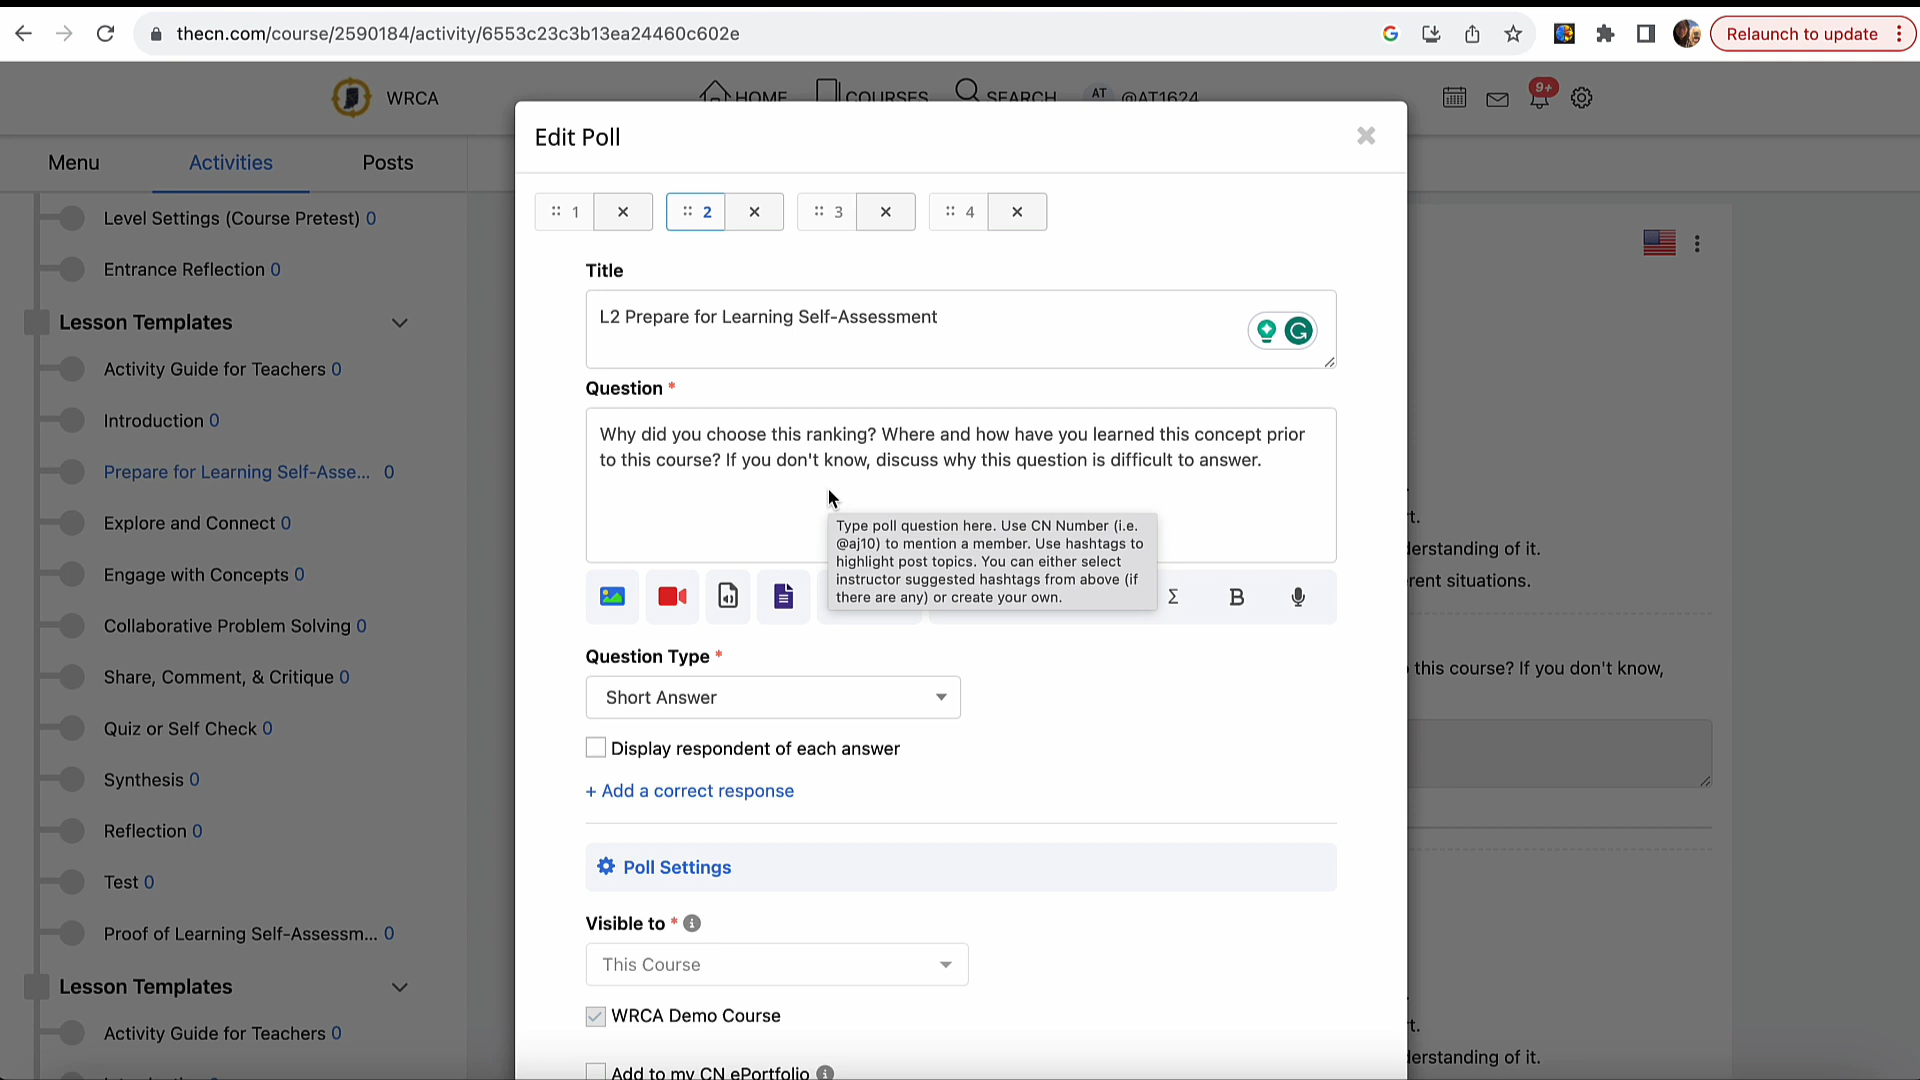 thecn.com/course/2590184/activity/6553c23c3b13ea24460c602e
Relaunch to update
WRCA
HOME
COURSES
SEARCH
AT
@AT1624
9+
Menu
Activities
Posts
Level Settings (Course Pretest) 0
Entrance Reflection 0
Lesson Templates
Activity Guide for Teachers 0
Introduction 0
Prepare for Learning Self-Asse... 0
Explore and Connect 0
Engage with Concepts 0
Collaborative Problem Solving 0
Share, Comment, & Critique 0
Quiz or Self Check 0
Synthesis 0
Reflection 0
Test 0
Proof of Learning Self-Assessm... 0
Lesson Templates
Activity Guide for Teachers 0
Edit Poll
1
2
3
4
Title
L2 Prepare for Learning Self-Assessment
Question *
Why did you choose this ranking? Where and how have you learned this concept prior
to this course? If you don't know, discuss why this question is difficult to answer.
Type poll question here. Use CN Number (i.e.
@aj10) to mention a member. Use hashtags to
highlight post topics. You can either select
instructor suggested hashtags from above (if
there are any) or create your own.
Σ
B
Question Type *
Short Answer
Display respondent of each answer
+ Add a correct response
Poll Settings
Visible to *
This Course
WRCA Demo Course
Add to my CN ePortfolio
t.
erstanding of it.
rent situations.
this course? If you don't know,
t.
erstanding of it.